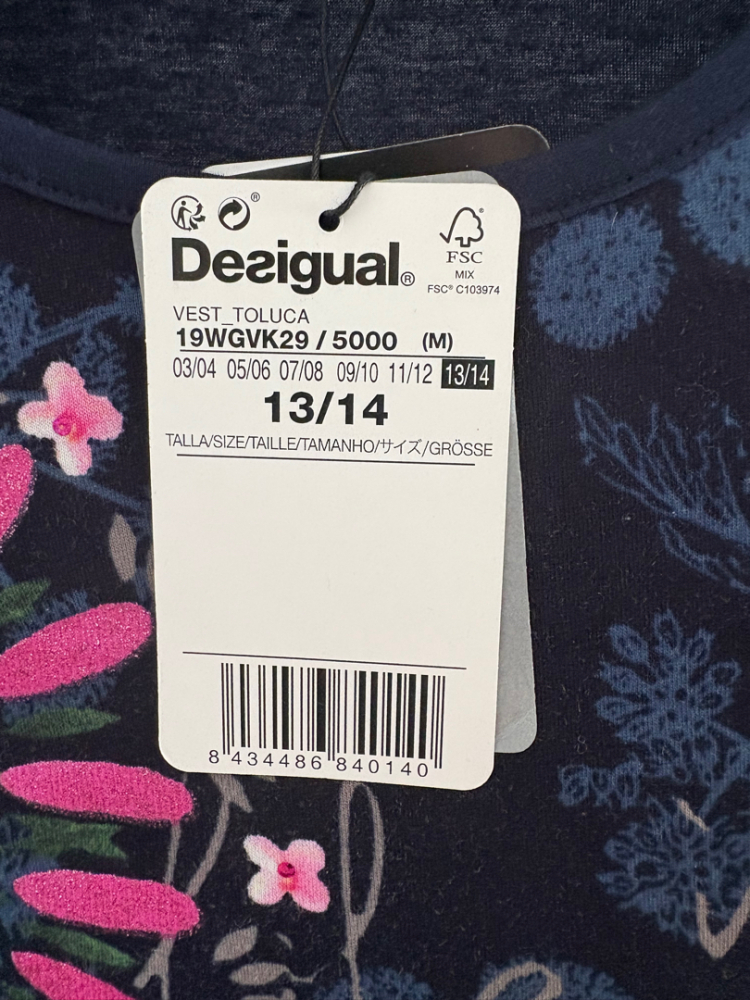 ®
Desigual®
FSC®
MIX
FSC® C103974
VEST_TOLUCA
19WGVK29 / 5000 (M)
03/04 05/06 07/08 09/10 11/12 13/14
13/14
TALLA/SIZE/TAILLE/TAMANHO/サイズ/GRÖSSE
8 434486 840140